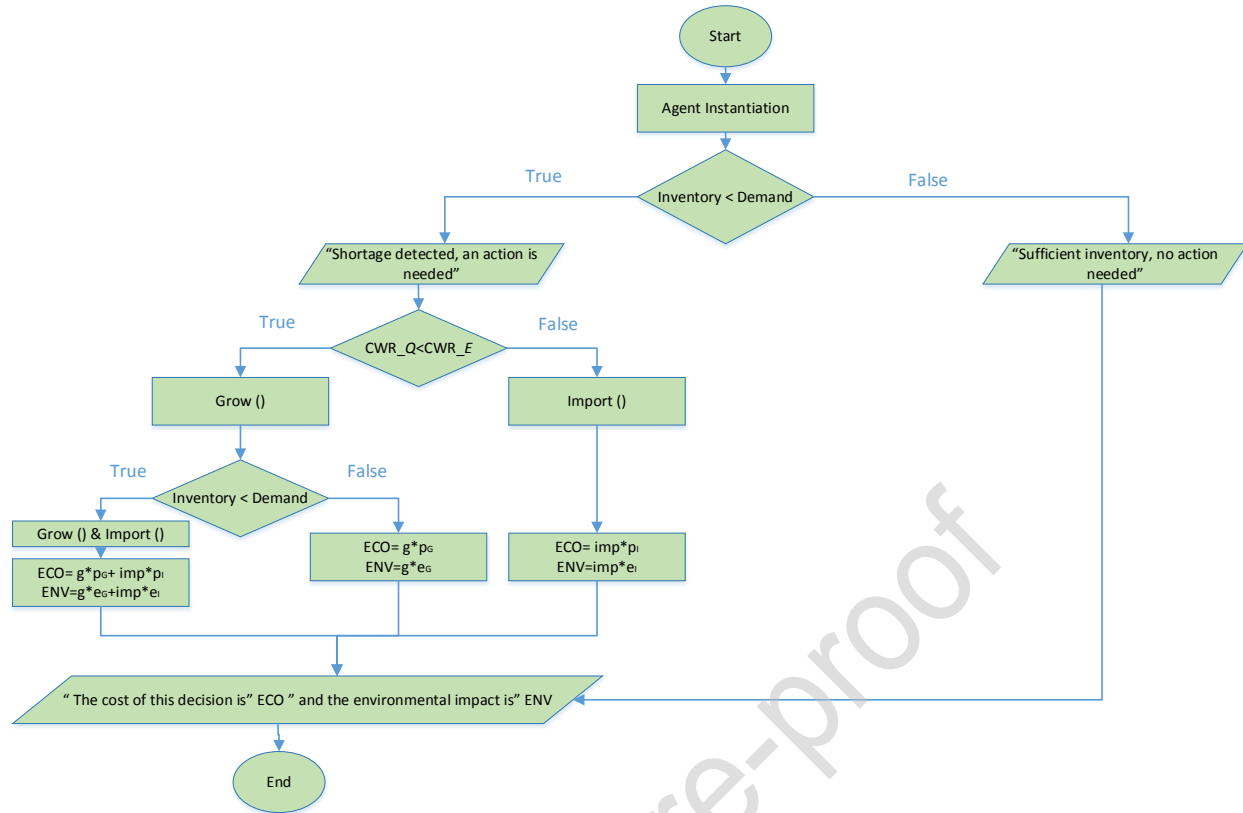 Start
Agent Instantiation
True
False
Inventory < Demand
“Shortage detected, an action is
needed”
“Sufficient inventory, no action
needed”
True
False
CWR_Q<CWR_E
Grow ()
Import ()
True
False
Inventory < Demand
Grow () & Import ()
ECO= g*pG+ imp*pI
ENV=g*eG+imp*eI
ECO= g*pG
ENV=g*eG
ECO= imp*pI
ENV=imp*eI
“ The cost of this decision is” ECO ” and the environmental impact is” ENV
End
re-proof